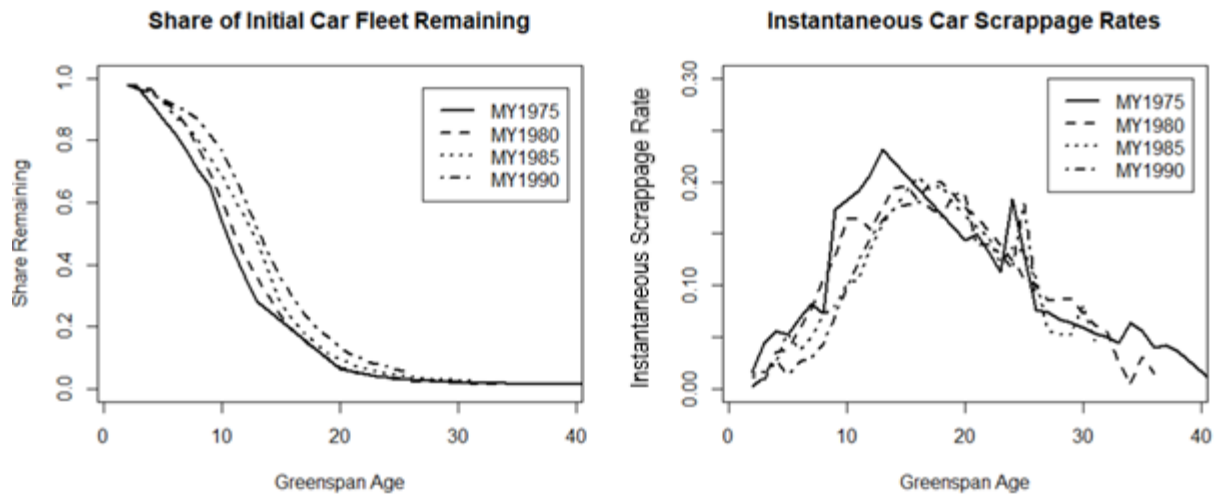 Share of Initial Car Fleet Remaining
Share Remaining
1.0
0.8
0.6
0.4
0.2
0.0
MY1975
MY1980
MY1985
MY1990
0 10 20 30 40
Greenspan Age
Instantaneous Car Scrappage Rates
Instantaneous Scrappage Rate
0.30
0.20
0.10
0.00
MY1975
MY1980
MY1985
MY1990
0 10 20 30 40
Greenspan Age